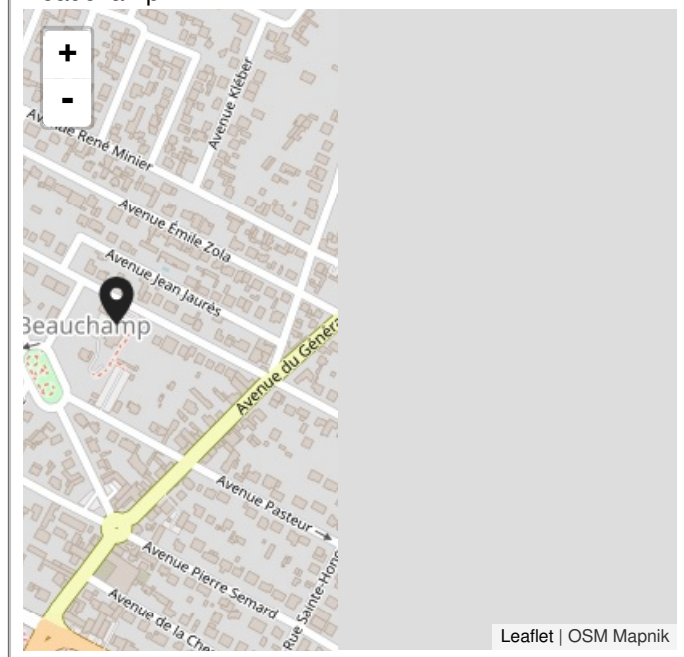 +
-
Avenue Kléber
Avenue René Minier
Avenue Émile Zola
Avenue Jean Jaurès
Beauchamp
Avenue du Généra
Avenue Pasteur
Avenue Pierre Semard
Avenue de la Che
Rue Sainte-Hono
Leaflet | OSM Mapnik